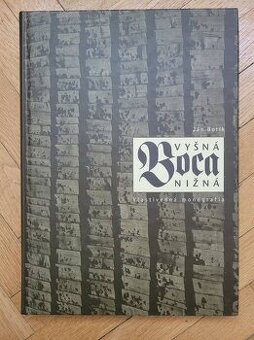 Ján Botík
VYŠNÁ
Boca
NIŽNÁ
Vlastivedná monografia